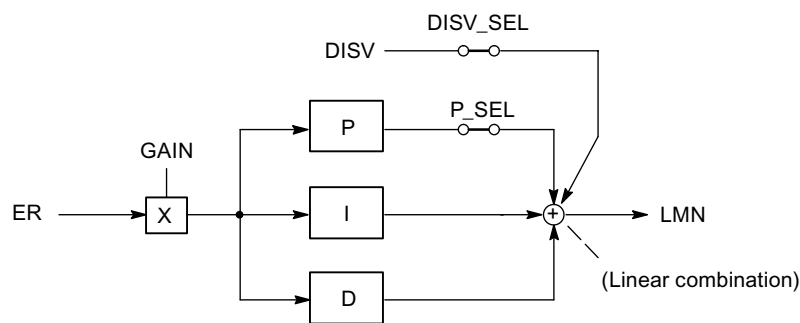 DISV_SEL
DISV
P_SEL
P
GAIN
ER
X
I
+
LMN
(Linear combination)
D